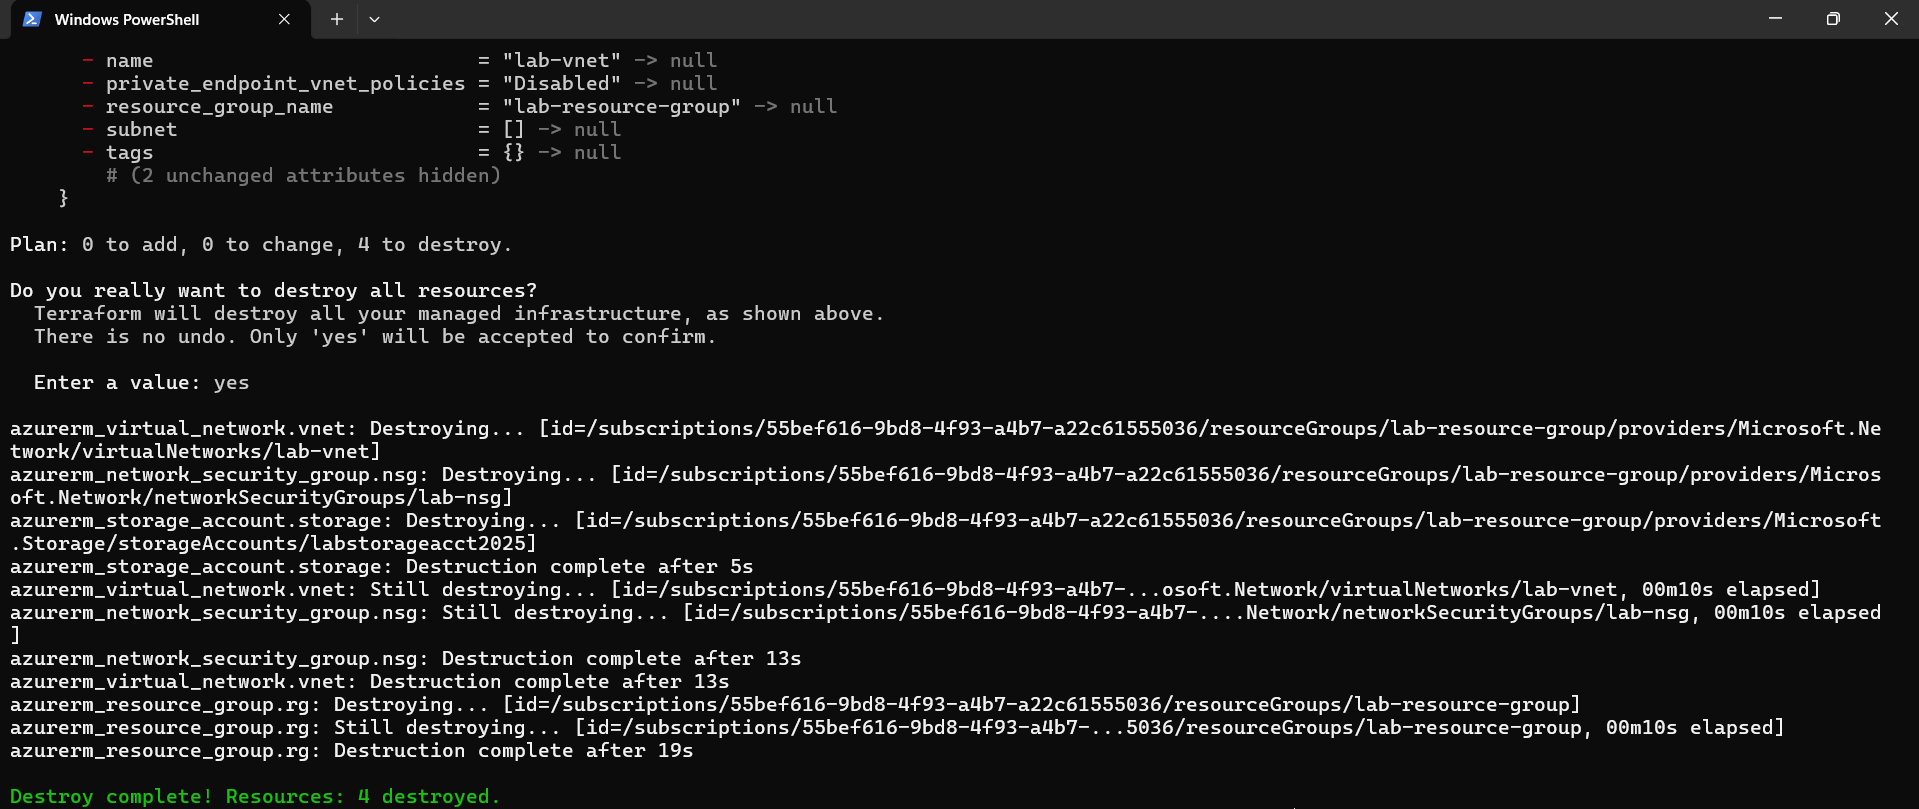 Windows PowerShell
- name = "lab-vnet" -> null
- private_endpoint_vnet_policies = "Disabled" -> null
- resource_group_name = "lab-resource-group" -> null
- subnet = [] -> null
- tags = {} -> null
# (2 unchanged attributes hidden)
}
Plan: 0 to add, 0 to change, 4 to destroy.
Do you really want to destroy all resources?
Terraform will destroy all your managed infrastructure, as shown above.
There is no undo. Only 'yes' will be accepted to confirm.
Enter a value: yes
azurerm_virtual_network.vnet: Destroying... [id=/subscriptions/55bef616-9bd8-4f93-a4b7-a22c61555036/resourceGroups/lab-resource-group/providers/Microsoft.Ne
twork/virtualNetworks/lab-vnet]
azurerm_network_security_group.nsg: Destroying... [id=/subscriptions/55bef616-9bd8-4f93-a4b7-a22c61555036/resourceGroups/lab-resource-group/providers/Micros
oft.Network/networkSecurityGroups/lab-nsg]
azurerm_storage_account.storage: Destroying... [id=/subscriptions/55bef616-9bd8-4f93-a4b7-a22c61555036/resourceGroups/lab-resource-group/providers/Microsoft
.Storage/storageAccounts/labstorageacct2025]
azurerm_storage_account.storage: Destruction complete after 5s
azurerm_virtual_network.vnet: Still destroying... [id=/subscriptions/55bef616-9bd8-4f93-a4b7-...osoft.Network/virtualNetworks/lab-vnet, 00m10s elapsed]
azurerm_network_security_group.nsg: Still destroying... [id=/subscriptions/55bef616-9bd8-4f93-a4b7-....Network/networkSecurityGroups/lab-nsg, 00m10s elapsed
]
azurerm_network_security_group.nsg: Destruction complete after 13s
azurerm_virtual_network.vnet: Destruction complete after 13s
azurerm_resource_group.rg: Destroying... [id=/subscriptions/55bef616-9bd8-4f93-a4b7-a22c61555036/resourceGroups/lab-resource-group]
azurerm_resource_group.rg: Still destroying... [id=/subscriptions/55bef616-9bd8-4f93-a4b7-...5036/resourceGroups/lab-resource-group, 00m10s elapsed]
azurerm_resource_group.rg: Destruction complete after 19s
Destroy complete! Resources: 4 destroyed.